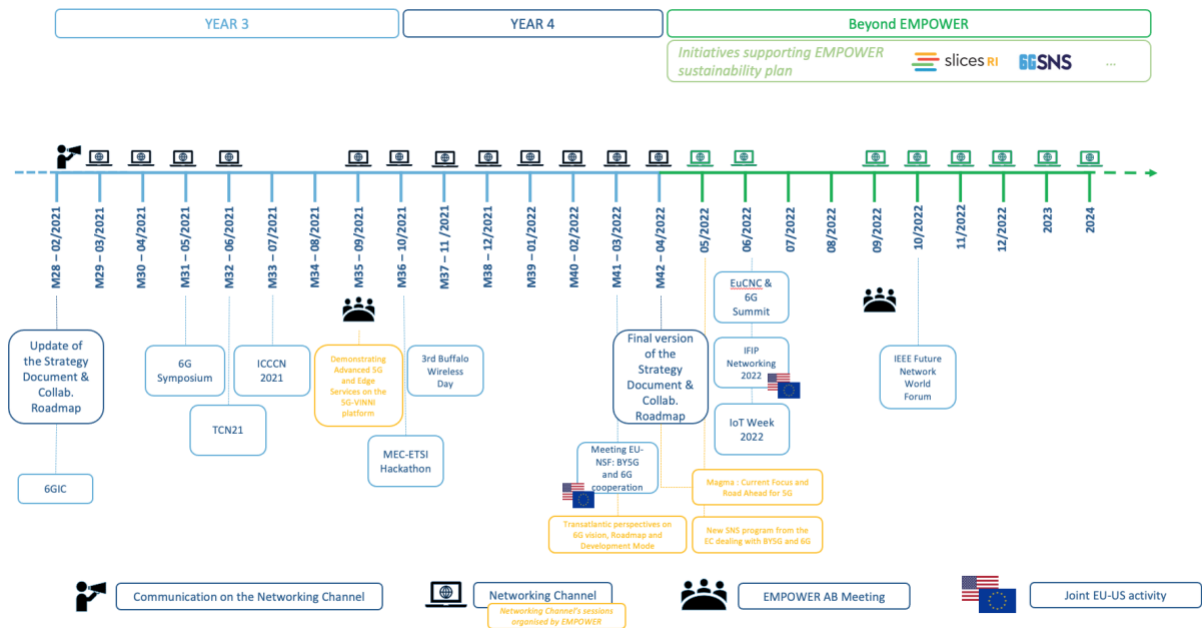 YEAR 3
YEAR 4
Beyond EMPOWER
Initiatives supporting EMPOWER
sustainability plan
slices RI
6GSNS
...
M28 – 02/2021
M29 – 03/2021
M30 – 04/2021
M31 – 05/2021
M32 – 06/2021
M33 – 07/2021
M34 – 08/2021
M35 – 09/2021
M36 – 10/2021
M37 – 11 /2021
M38 – 12/2021
M39 – 01/2022
M40 – 02/2022
M41 – 03/2022
M42 – 04/2022
05/2022
06/2022
07/2022
08/2022
09/2022
10/2022
11/2022
12/2022
2023
2024
Update of
the Strategy
Document &
Collab.
Roadmap
6GIC
6G
Symposium
TCN21
ICCCN
2021
Demonstrating
Advanced 5G
and Edge
Services on the
5G-VINNI
platform
MEC-ETSI
Hackathon
3rd Buffalo
Wireless
Day
Meeting EU-
NSF: BY5G
and 6G
cooperation
Transatlantic perspectives on
6G vision, Roadmap and
Development Mode
Final version
of the
Strategy
Document &
Collab.
Roadmap
Magma : Current Focus and
Road Ahead for 5G
New SNS program from the
EC dealing with BY5G and 6G
EuCNC &
6G
Summit
IFIP
Networking
2022
IoT Week
2022
IEEE Future
Network
World
Forum
Communication on the Networking Channel
Networking Channel
Networking Channel's sessions
organised by EMPOWER
EMPOWER AB Meeting
Joint EU-US activity